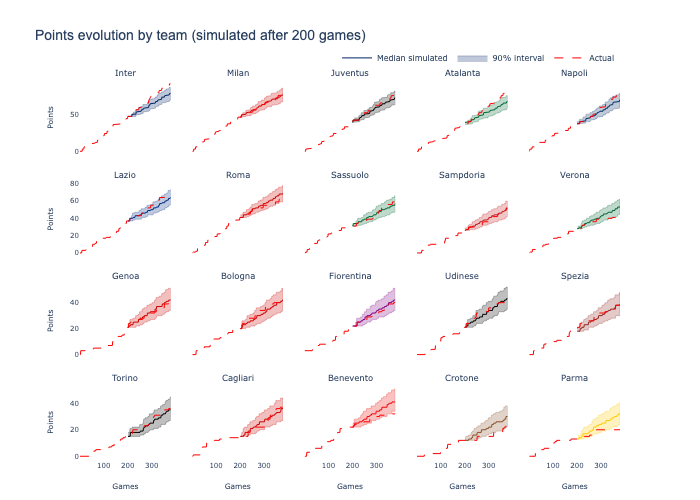 Points evolution by team (simulated after 200 games)
Median simulated 90% interval Actual
Inter Milan Juventus Atalanta Napoli
Points
50
0
Lazio Roma Sassuolo Sampdoria Verona
Points
80
60
40
20
0
Genoa Bologna Fiorentina Udinese Spezia
Points
40
20
0
Torino Cagliari Benevento Crotone Parma
Points
40
20
0
100 200 300 100 200 300 100 200 300 100 200 300 100 200 300
Games Games Games Games Games